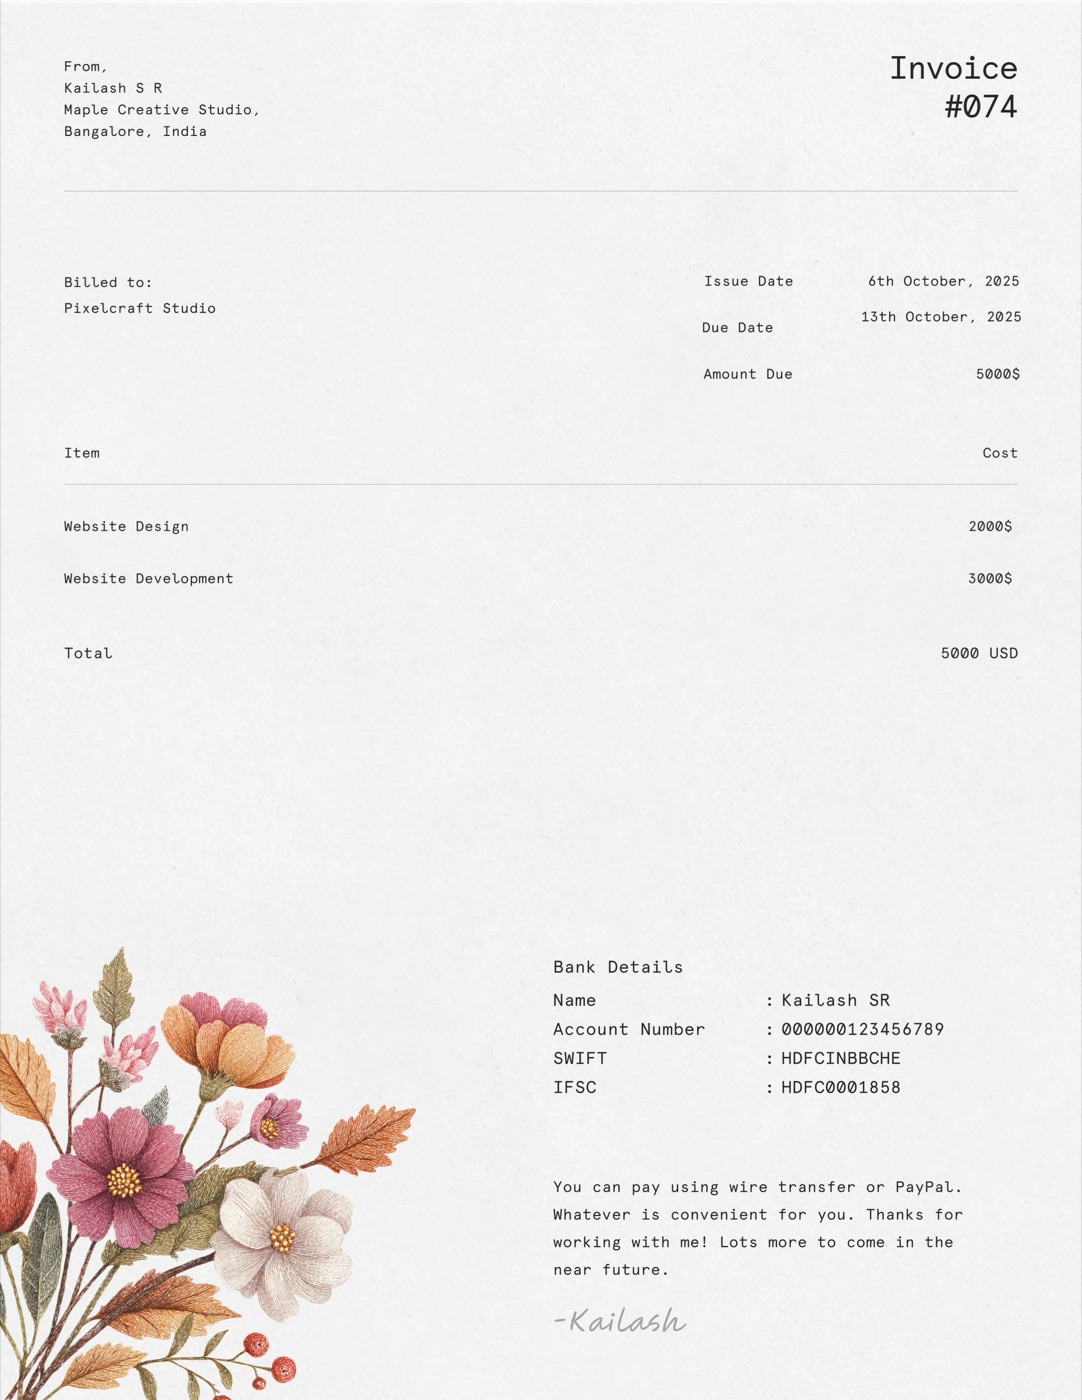 From,
Kailash S R
Maple Creative Studio,
Bangalore, India
Invoice
#074
Billed to:
Pixelcraft Studio
Issue Date 6th October, 2025
Due Date 13th October, 2025
Amount Due 5000$
Item Cost
Website Design 2000$
Website Development 3000$
Total 5000 USD
Bank Details
Name : Kailash SR
Account Number : 000000123456789
SWIFT : HDFCINBBCHE
IFSC : HDFC0001858
You can pay using wire transfer or PayPal.
Whatever is convenient for you. Thanks for
working with me! Lots more to come in the
near future.
-Kailash